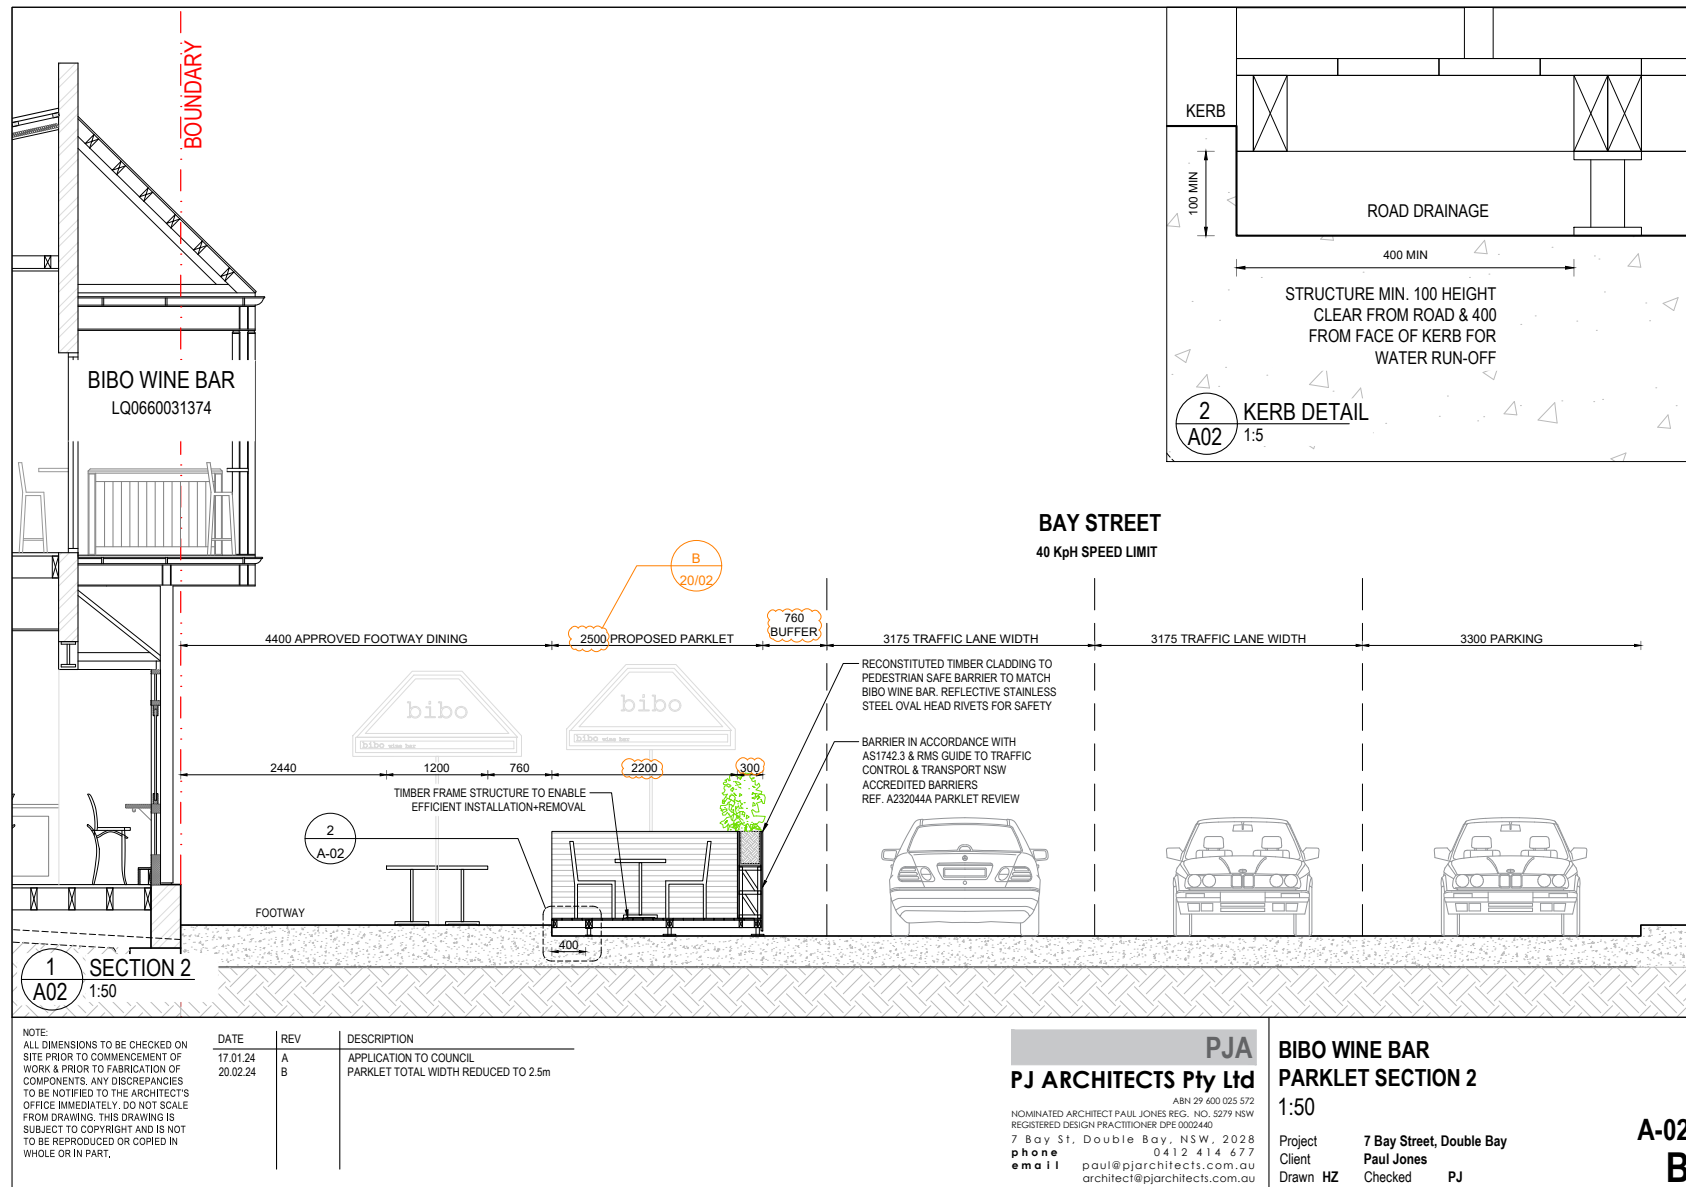 BOUNDARY
KERB
100 MIN
ROAD DRAINAGE
400 MIN
STRUCTURE MIN. 100 HEIGHT
CLEAR FROM ROAD & 400
FROM FACE OF KERB FOR
WATER RUN-OFF
2
A02
KERB DETAIL
1:5
BIBO WINE BAR
LQ0660031374
BAY STREET
40 KpH SPEED LIMIT
B
20/02
4400 APPROVED FOOTWAY DINING
2500 PROPOSED PARKLET
760
BUFFER
3175 TRAFFIC LANE WIDTH
3175 TRAFFIC LANE WIDTH
3300 PARKING
RECONSTITUTED TIMBER CLADDING TO
PEDESTRIAN SAFE BARRIER TO MATCH
BIBO WINE BAR. REFLECTIVE STAINLESS
STEEL OVAL HEAD RIVETS FOR SAFETY
bibo
bibo wine bar
bibo
bibo wine bar
BARRIER IN ACCORDANCE WITH
AS1742.3 & RMS GUIDE TO TRAFFIC
CONTROL & TRANSPORT NSW
ACCREDITED BARRIERS
REF. A232044A PARKLET REVIEW
2440
1200
760
2200
300
TIMBER FRAME STRUCTURE TO ENABLE
EFFICIENT INSTALLATION+REMOVAL
2
A-02
FOOTWAY
400
1
A02
SECTION 2
1:50
NOTE:
ALL DIMENSIONS TO BE CHECKED ON
SITE PRIOR TO COMMENCEMENT OF
WORK & PRIOR TO FABRICATION OF
COMPONENTS. ANY DISCREPANCIES
TO BE NOTIFIED TO THE ARCHITECT'S
OFFICE IMMEDIATELY. DO NOT SCALE
FROM DRAWING. THIS DRAWING IS
SUBJECT TO COPYRIGHT AND IS NOT
TO BE REPRODUCED OR COPIED IN
WHOLE OR IN PART.
DATE REV DESCRIPTION
17.01.24 A APPLICATION TO COUNCIL
20.02.24 B PARKLET TOTAL WIDTH REDUCED TO 2.5m
PJA
PJ ARCHITECTS Pty Ltd
ABN 29 600 025 572
NOMINATED ARCHITECT PAUL JONES REG. NO. 5279 NSW
REGISTERED DESIGN PRACTITIONER DPE 0002440
7 Bay St, Double Bay, NSW, 2028
phone 0412 414 677
email paul@pjarchitects.com.au
architect@pjarchitects.com.au
BIBO WINE BAR
PARKLET SECTION 2
1:50
Project 7 Bay Street, Double Bay
Client Paul Jones
Drawn HZ Checked PJ
A-02
B